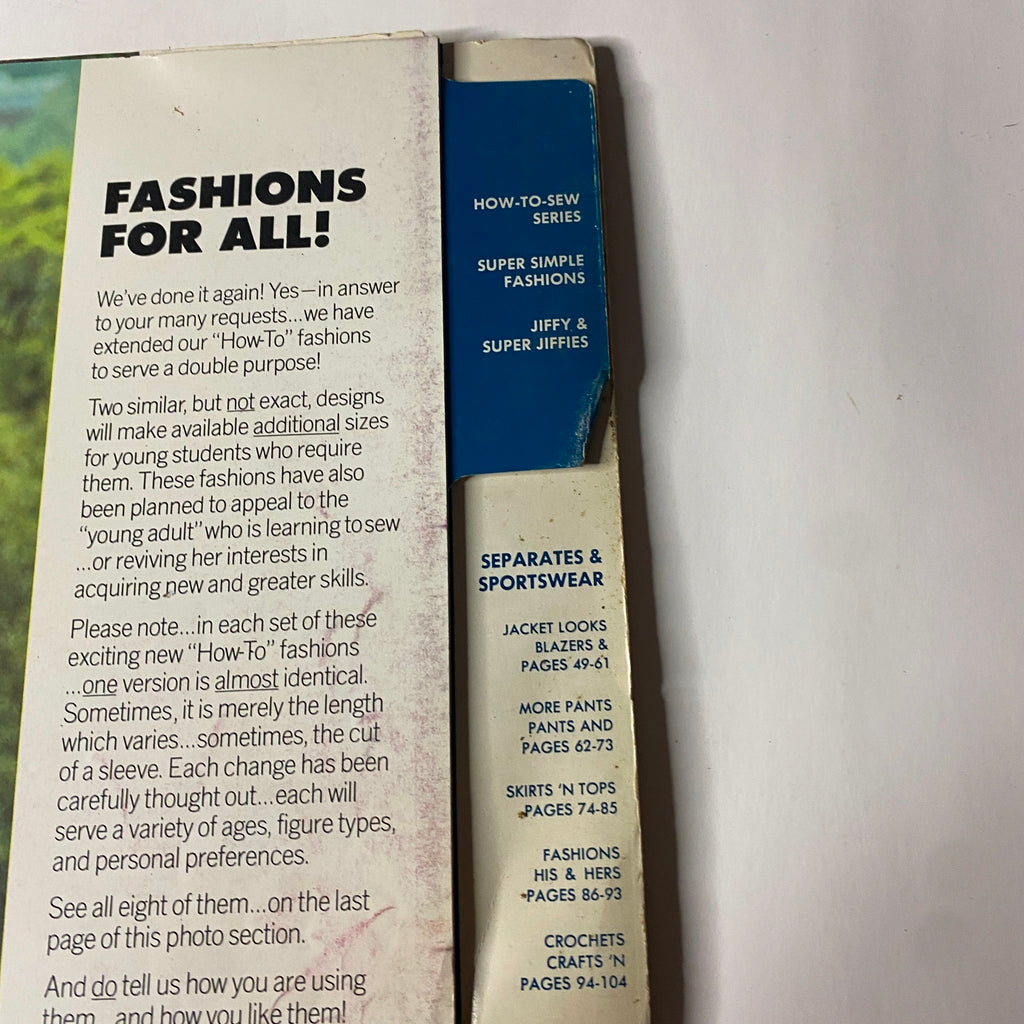 FASHIONS
FOR ALL!
We've done it again! Yes—in answer
to your many requests...we have
extended our "How-To" fashions
to serve a double purpose!
Two similar, but not exact, designs
will make available additional sizes
for young students who require
them. These fashions have also
been planned to appeal to the
"young adult" who is learning to sew
...or reviving her interests in
acquiring new and greater skills.
Please note...in each set of these
exciting new "How-To" fashions
...one version is almost identical.
Sometimes, it is merely the length
which varies...sometimes, the cut
of a sleeve. Each change has been
carefully thought out...each will
serve a variety of ages, figure types,
and personal preferences.
See all eight of them...on the last
page of this photo section.
And do tell us how you are using
them...and how you like them!
HOW-TO-SEW
SERIES
SUPER SIMPLE
FASHIONS
JIFFY &
SUPER JIFFIES
SEPARATES &
SPORTSWEAR
JACKET LOOKS
BLAZERS &
PAGES 49-61
MORE PANTS
PANTS AND
PAGES 62-73
SKIRTS 'N TOPS
PAGES 74-85
FASHIONS
HIS & HERS
PAGES 86-93
CROCHETS
CRAFTS 'N
PAGES 94-104